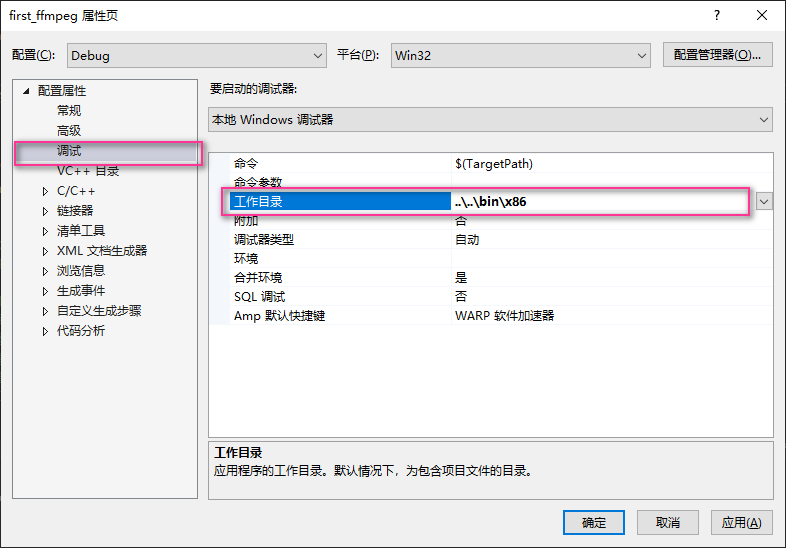 first_ffmpeg 属性页
配置(C): Debug 平台(P): Win32 配置管理器(O)...
配置属性
常规
高级
调试
VC++ 目录
C/C++
链接器
清单工具
XML 文档生成器
浏览信息
生成事件
自定义生成步骤
代码分析
要启动的调试器:
本地 Windows 调试器
命令 $(TargetPath)
命令参数
工作目录 ..\..\bin\x86
附加 否
调试器类型 自动
环境
合并环境 是
SQL 调试 否
Amp 默认快捷键 WARP 软件加速器
工作目录
应用程序的工作目录。默认情况下，为包含项目文件的目录。
确定 取消 应用(A)